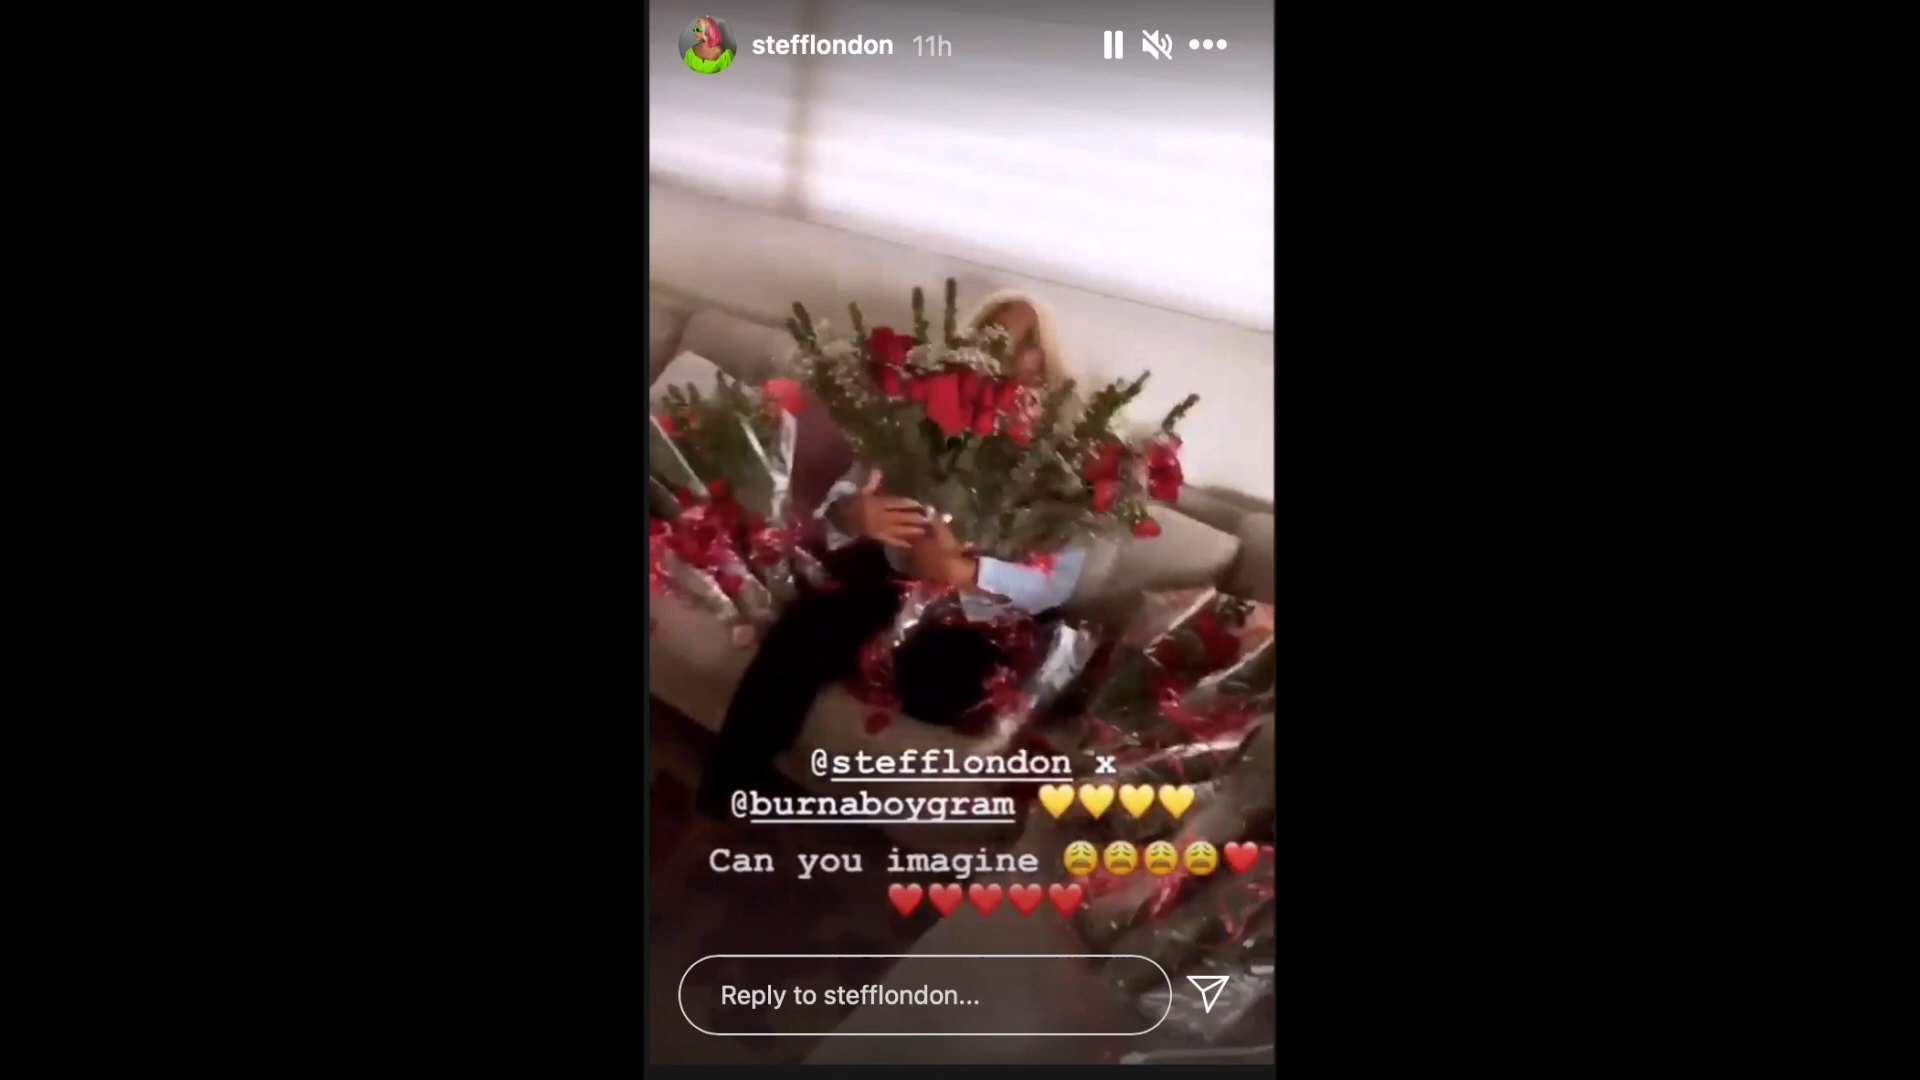 stefflondon 11h
@stefflondon x
@burnaboygram 💛💛💛💛
Can you imagine 😩😩😩😩❤️
❤️❤️❤️❤️❤️
Reply to stefflondon...